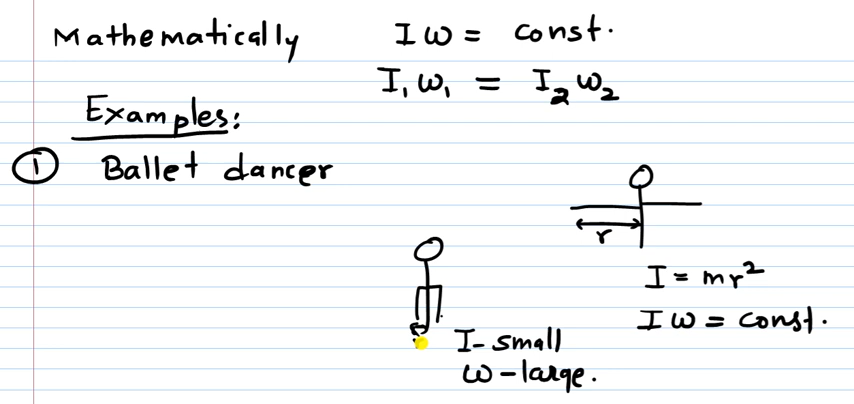 Mathematically Iω = const.
I₁ω₁ = I₂ω₂
Examples:
① Ballet dancer
r
I = mr²
Iω = const.
I - small
ω - large.